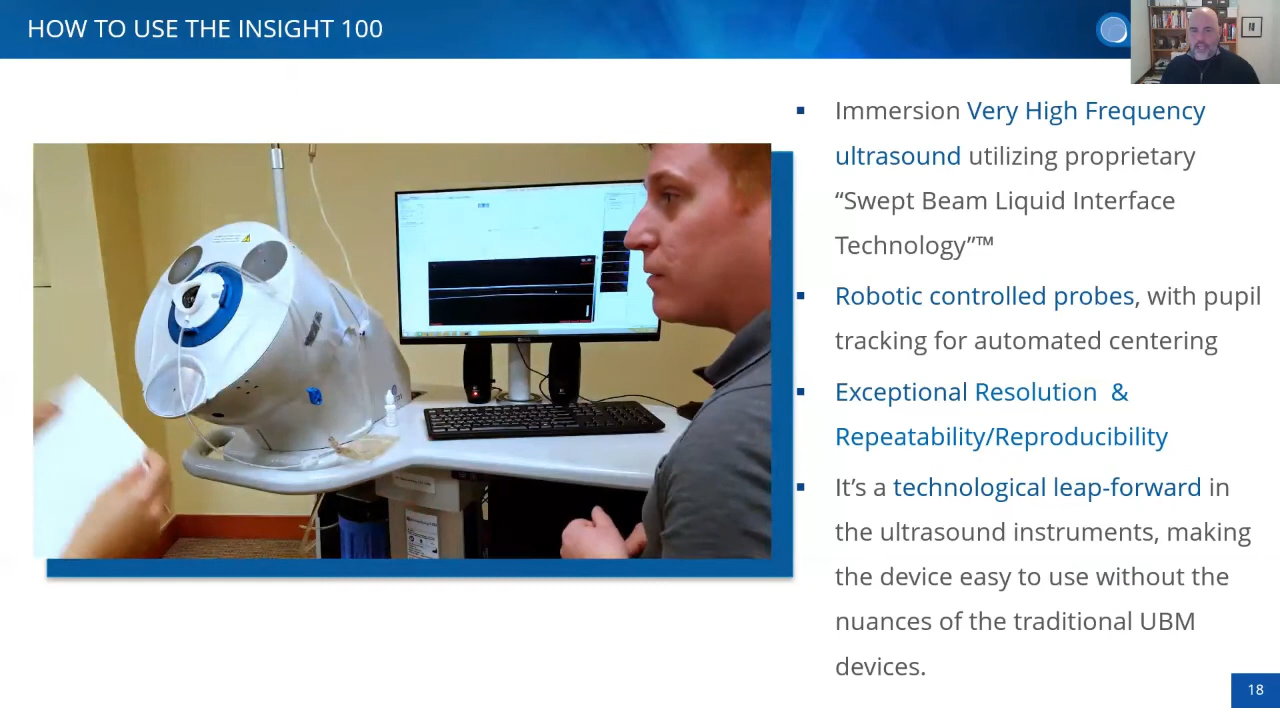 HOW TO USE THE INSIGHT 100
Immersion Very High Frequency
ultrasound utilizing proprietary
“Swept Beam Liquid Interface
Technology”™
Robotic controlled probes, with pupil
tracking for automated centering
Exceptional Resolution &
Repeatability/Reproducibility
It’s a technological leap-forward in
the ultrasound instruments, making
the device easy to use without the
nuances of the traditional UBM
devices.
18